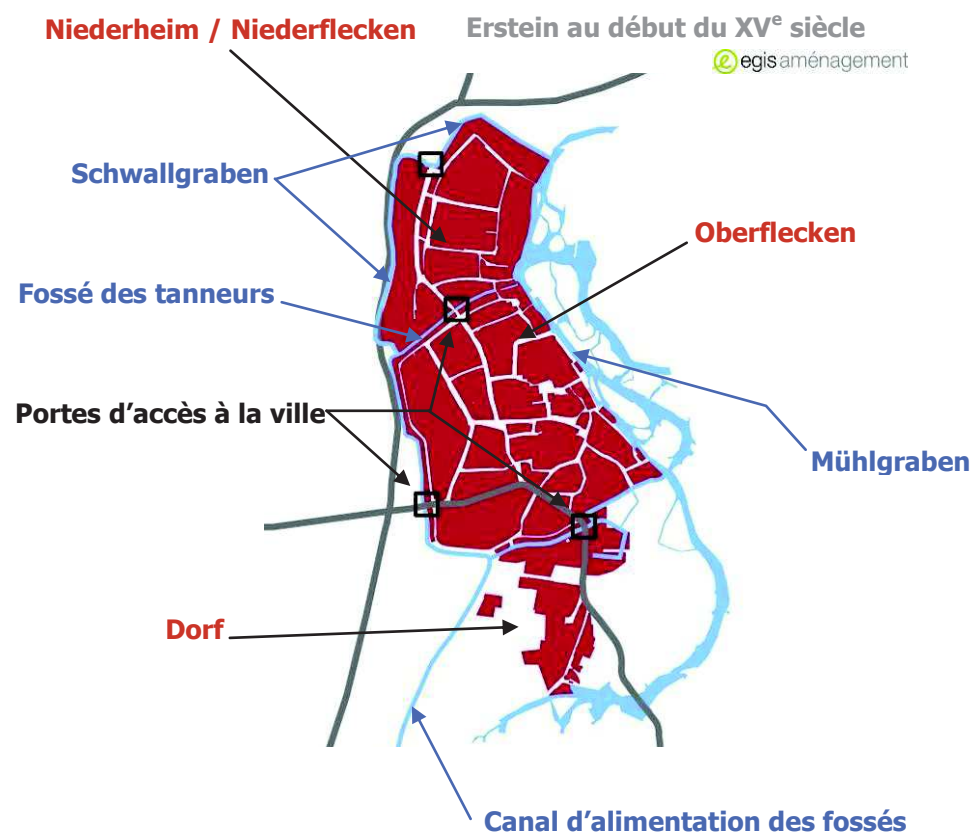 Niederheim / Niederflecken
Erstein au début du XVe siècle
egis aménagement
Schwallgraben
Oberflecken
Fossé des tanneurs
Portes d’accès à la ville
Mühlgraben
Dorf
Canal d’alimentation des fossés